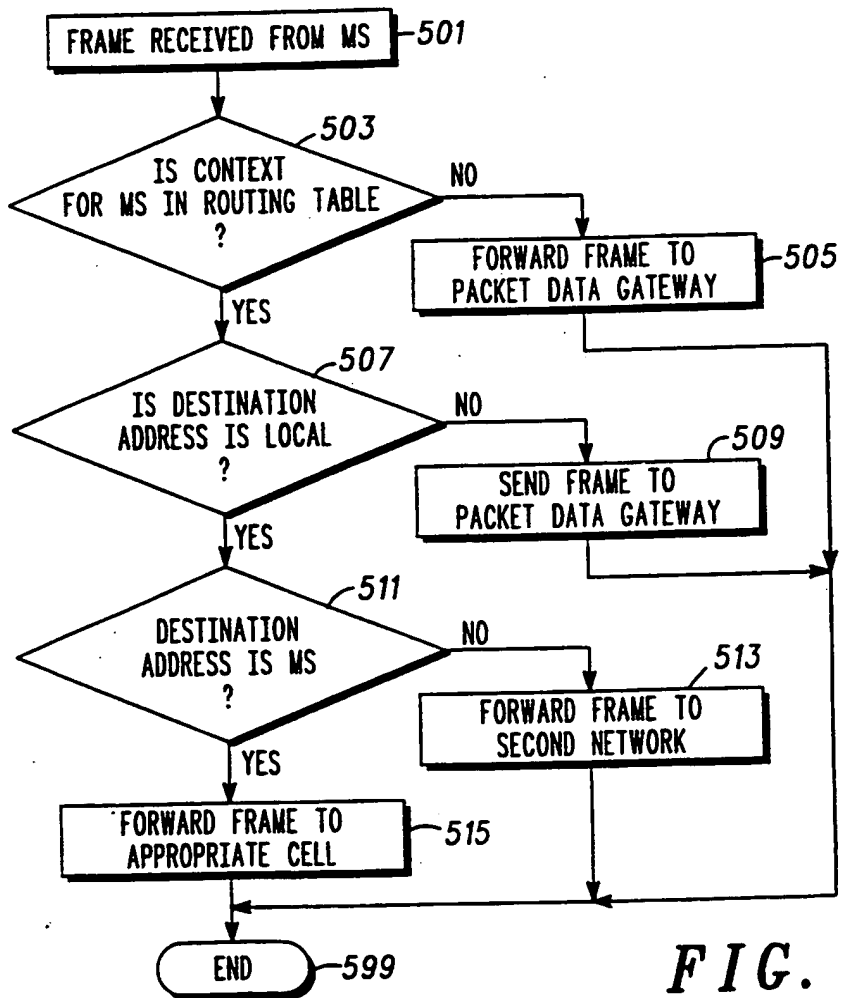 FRAME RECEIVED FROM MS
501
503
IS CONTEXT
FOR MS IN ROUTING TABLE
?
NO
YES
FORWARD FRAME TO
PACKET DATA GATEWAY
505
507
IS DESTINATION
ADDRESS IS LOCAL
?
NO
YES
509
SEND FRAME TO
PACKET DATA GATEWAY
511
DESTINATION
ADDRESS IS MS
?
NO
YES
513
FORWARD FRAME TO
SECOND NETWORK
FORWARD FRAME TO
APPROPRIATE CELL
515
END
599
FIG.